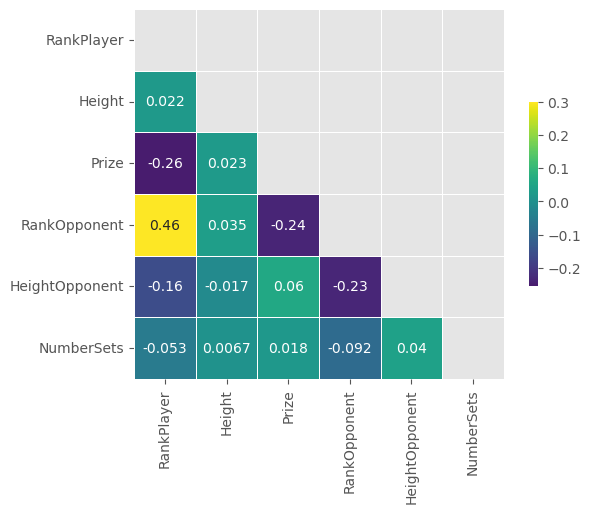 RankPlayer
Height
0.022
Prize
-0.26 0.023
RankOpponent
0.46 0.035 -0.24
HeightOpponent
-0.16 -0.017 0.06 -0.23
NumberSets
-0.053 0.0067 0.018 -0.092 0.04
RankPlayer
Height
Prize
RankOpponent
HeightOpponent
NumberSets
0.3
0.2
0.1
0.0
−0.1
−0.2